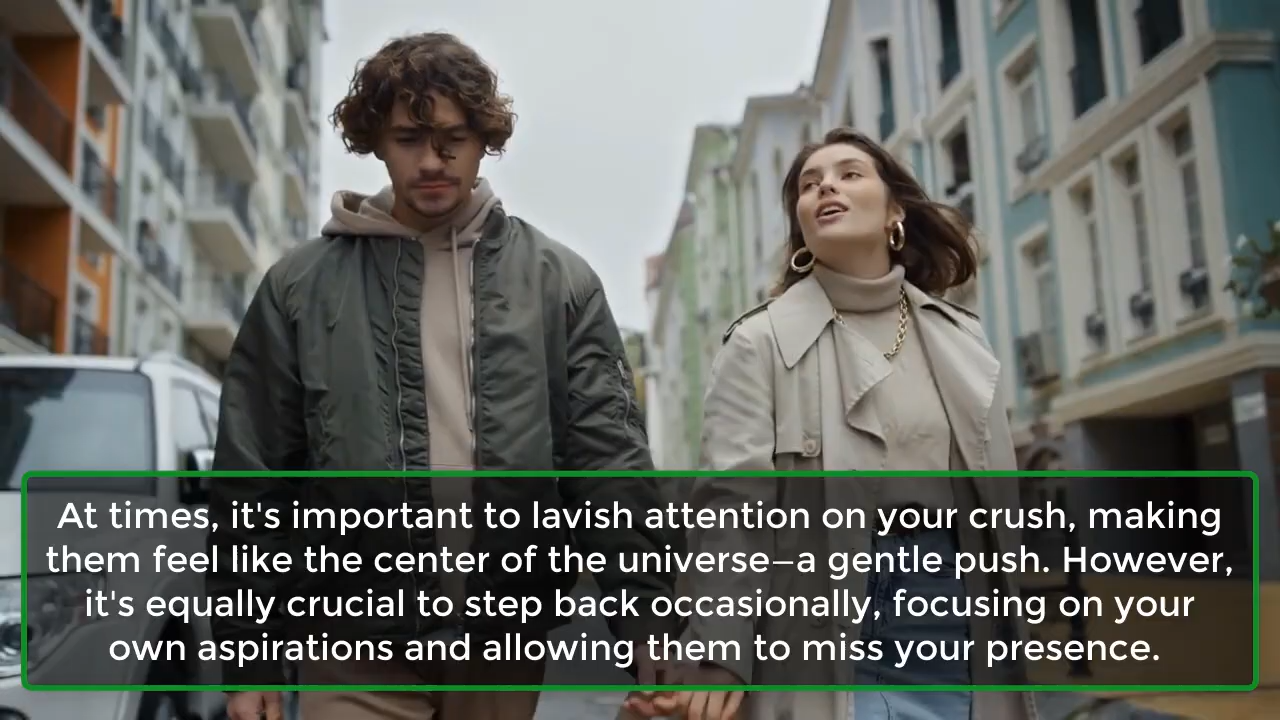 At times, it's important to lavish attention on your crush, making
them feel like the center of the universe—a gentle push. However,
it's equally crucial to step back occasionally, focusing on your
own aspirations and allowing them to miss your presence.